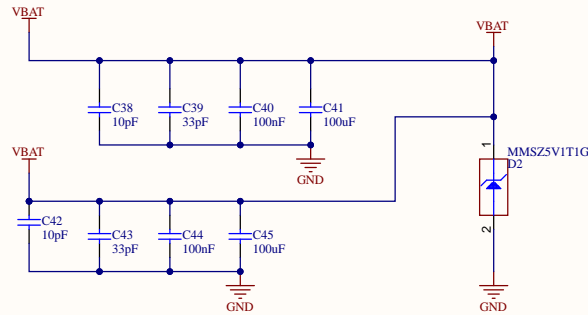 VBAT
VBAT
C38
10pF
C39
33pF
C40
100nF
C41
100uF
GND
1
MMSZ5V1T1G
D2
2
VBAT
C42
10pF
C43
33pF
C44
100nF
C45
100uF
GND
GND